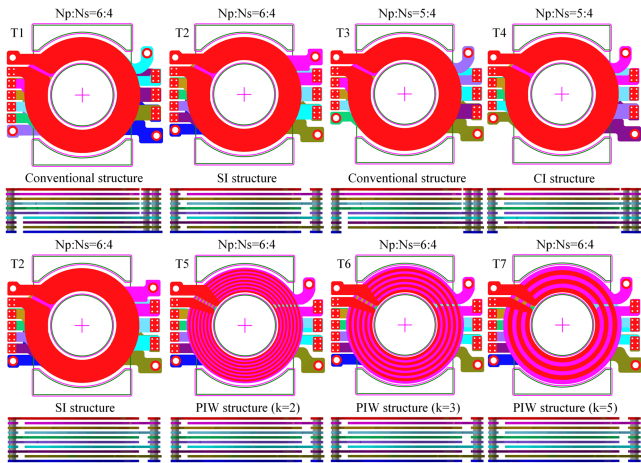 Np:Ns=6:4 Np:Ns=6:4 Np:Ns=5:4 Np:Ns=5:4
T1 T2 T3 T4
Conventional structure SI structure Conventional structure CI structure
Np:Ns=6:4 Np:Ns=6:4 Np:Ns=6:4 Np:Ns=6:4
T2 T5 T6 T7
SI structure PIW structure (k=2) PIW structure (k=3) PIW structure (k=5)